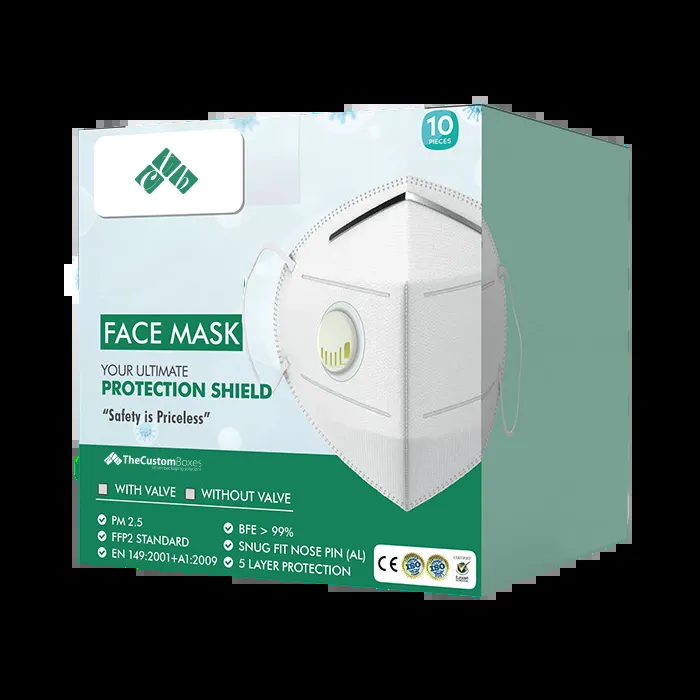 10
PIECES
FACE MASK
YOUR ULTIMATE
PROTECTION SHIELD
“Safety is Priceless”
TheCustomBoxes
WITH VALVE
WITHOUT VALVE
PM 2.5
FFP2 STANDARD
EN 149:2001+A1:2009
BFE > 99%
SNUG FIT NOSE PIN (AL)
5 LAYER PROTECTION
CE
ISO
ISO